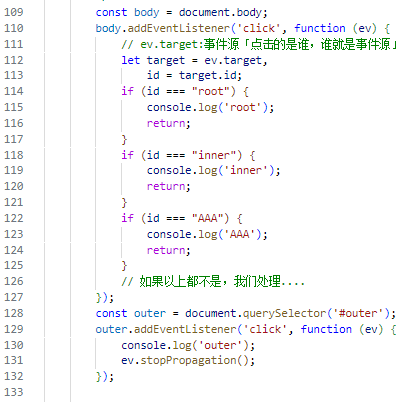 109 const body = document.body;
110 body.addEventListener('click', function (ev) {
111 // ev.target:事件源「点击的是谁，谁就是事件源」
112 let target = ev.target,
113 id = target.id;
114 if (id === "root") {
115 console.log('root');
116 return;
117 }
118 if (id === "inner") {
119 console.log('inner');
120 return;
121 }
122 if (id === "AAA") {
123 console.log('AAA');
124 return;
125 }
126 // 如果以上都不是，我们处理....
127 });
128 const outer = document.querySelector('#outer');
129 outer.addEventListener('click', function (ev) {
130 console.log('outer');
131 ev.stopPropagation();
132 });
133